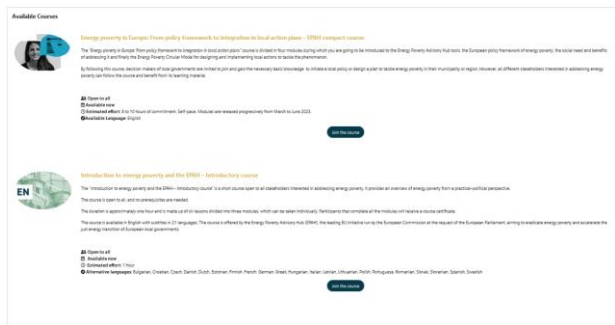 Available Courses
Energy poverty in Europe: From policy framework to integration in local action plans – EPAH compact course
The "Energy poverty in Europe: From policy framework to integration in local action plans" course is divided in four modules during which you are going to be introduced to the Energy Poverty Advisory Hub tools, the European policy framework of energy poverty, the social need and benefits
of addressing it and finally the Energy Poverty Circular Model for designing and implementing local actions to tackle the phenomenon.
By following this course, decision makers of local governments are invited to join and gain the necessary basic knowledge to initiate a local policy or design a plan to tackle energy poverty in their municipality or region. However, all different stakeholders interested in addressing energy
poverty can follow the course and benefit from its learning material.
Open to all
Available now
Estimated effort: 8 to 10 hours of commitment. Self-pace. Modules are released progressively from March to June 2023.
Available Language: English
Join the course
EN
Introduction to energy poverty and the EPAH – Introductory course
The "Introduction to energy poverty and the EPAH – Introductory course" is a short course open to all stakeholders interested in addressing energy poverty. It provides an overview of energy poverty from a practical-political perspective.
The course is open to all, and no prerequisites are needed.
The duration is approximately one hour and is made up of six lessons divided into three modules, which can be taken individually. Participants that complete all the modules will receive a course certificate.
The course is available in English with subtitles in 21 languages. The course is offered by the Energy Poverty Advisory Hub (EPAH), the leading EU initiative run by the European Commission at the request of the European Parliament, aiming to eradicate energy poverty and accelerate the
just energy transition of European local governments.
Open to all
Available now
Estimated effort: 1 hour
Alternative languages: Bulgarian, Croatian, Czech, Danish, Dutch, Estonian, Finnish, French, German, Greek, Hungarian, Italian, Latvian, Lithuanian, Polish, Portuguese, Romanian, Slovak, Slovenian, Spanish, Swedish
Join the course